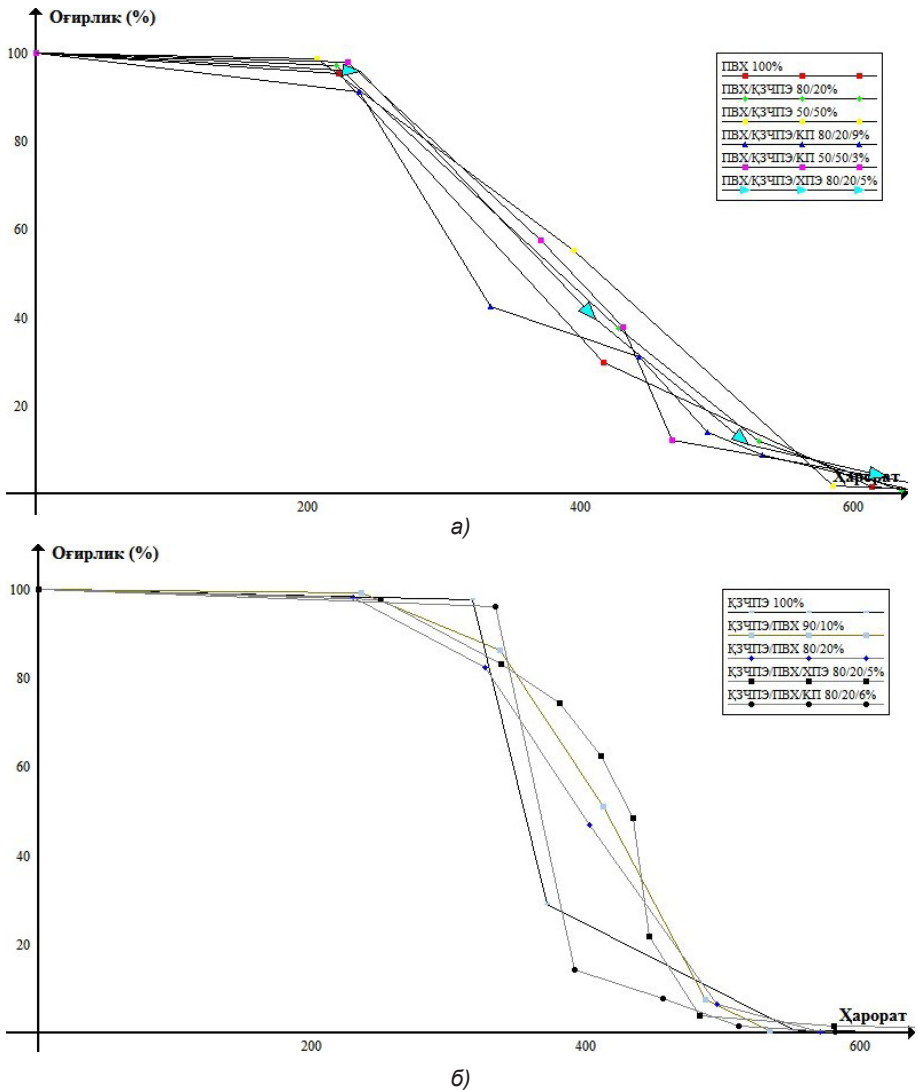 Оғирлик (%)
100
80
60
40
20
ПВХ 100%
ПВХ/ҚЗЧПЭ 80/20%
ПВХ/ҚЗЧПЭ 50/50%
ПВХ/ҚЗЧПЭ/КП 80/20/9%
ПВХ/ҚЗЧПЭ/КП 50/50/3%
ПВХ/ҚЗЧПЭ/ХПЭ 80/20/5%
Ҳарорат
200
400
600
а)
Оғирлик (%)
100
80
60
40
20
ҚЗЧПЭ 100%
ҚЗЧПЭ/ПВХ 90/10%
ҚЗЧПЭ/ПВХ 80/20%
ҚЗЧПЭ/ПВХ/ХПЭ 80/20/5%
ҚЗЧПЭ/ПВХ/КП 80/20/6%
Ҳарорат
200
400
600
б)